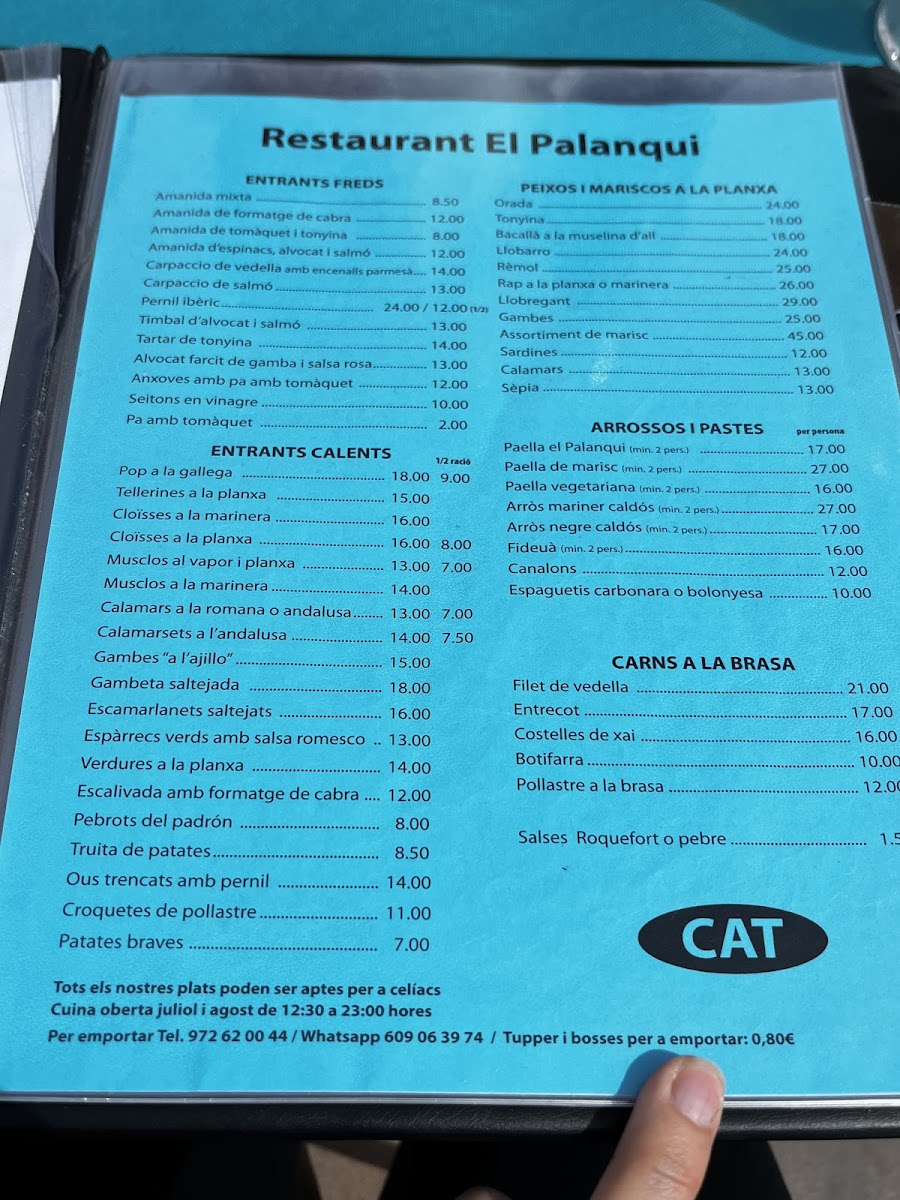 Restaurant El Palanqui
ENTRANTS FREDS
Amanida mixta 8.50
Amanida de formatge de cabra 12.00
Amanida de tomàquet i tonyina 8.00
Amanida d'espinacs, alvocat i salmó 12.00
Carpaccio de vedella amb encenalls parmesà 14.00
Carpaccio de salmó 13.00
Pernil ibèric 24.00 / 12.00 (1/2)
Timbal d'alvocat i salmó 13.00
Tartar de tonyina 14.00
Alvocat farcit de gamba i salsa rosa 13.00
Anxoves amb pa amb tomàquet 12.00
Seitons en vinagre 10.00
Pa amb tomàquet 2.00
ENTRANTS CALENTS 1/2 ració
Pop a la gallega 18.00 9.00
Tellerines a la planxa 15.00
Cloïsses a la marinera 16.00
Cloïsses a la planxa 16.00 8.00
Musclos al vapor i planxa 13.00 7.00
Musclos a la marinera 14.00
Calamars a la romana o andalusa 13.00 7.00
Calamarsets a l'andalusa 14.00 7.50
Gambes "a l'ajillo" 15.00
Gambeta saltejada 18.00
Escamarlanets saltejats 16.00
Espàrrecs verds amb salsa romesco 13.00
Verdures a la planxa 14.00
Escalivada amb formatge de cabra 12.00
Pebrots del padrón 8.00
Truita de patates 8.50
Ous trencats amb pernil 14.00
Croquetes de pollastre 11.00
Patates braves 7.00
PEIXOS I MARISCOS A LA PLANXA
Orada 24.00
Tonyina 18.00
Bacallà a la muselina d'all 18.00
Llobarro 24.00
Rèmol 25.00
Rap a la planxa o marinera 26.00
Llobregant 29.00
Gambes 25.00
Assortiment de marisc 45.00
Sardines 12.00
Calamars 13.00
Sèpia 13.00
ARROSSOS I PASTES per persona
Paella el Palanqui (min. 2 pers.) 17.00
Paella de marisc (min. 2 pers.) 27.00
Paella vegetariana (min. 2 pers.) 16.00
Arròs mariner caldós (min. 2 pers.) 27.00
Arròs negre caldós (min. 2 pers.) 17.00
Fideuà (min. 2 pers.) 16.00
Canalons 12.00
Espaguetis carbonara o bolonyesa 10.00
CARNS A LA BRASA
Filet de vedella 21.00
Entrecot 17.00
Costelles de xai 16.00
Botifarra 10.00
Pollastre a la brasa 12.00
Salses Roquefort o pebre 1.5
CAT
Tots els nostres plats poden ser aptes per a celíacs
Cuina oberta juliol i agost de 12:30 a 23:00 hores
Per emportar Tel. 972 62 00 44 / Whatsapp 609 06 39 74 / Tupper i bosses per a emportar: 0,80€